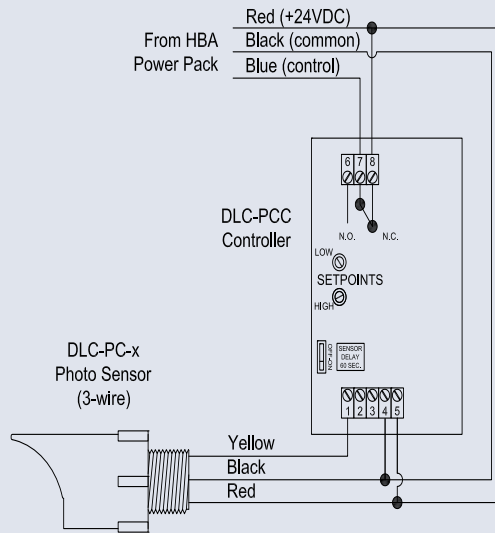 Red (+24VDC)
From HBA
Power Pack
Black (common)
Blue (control)
6 7 8
DLC-PCC
Controller
N.O. N.C.
LOW
SETPOINTS
HIGH
OFF-ON
SENSOR
DELAY
60 SEC.
DLC-PC-x
Photo Sensor
(3-wire)
1 2 3 4 5
Yellow
Black
Red